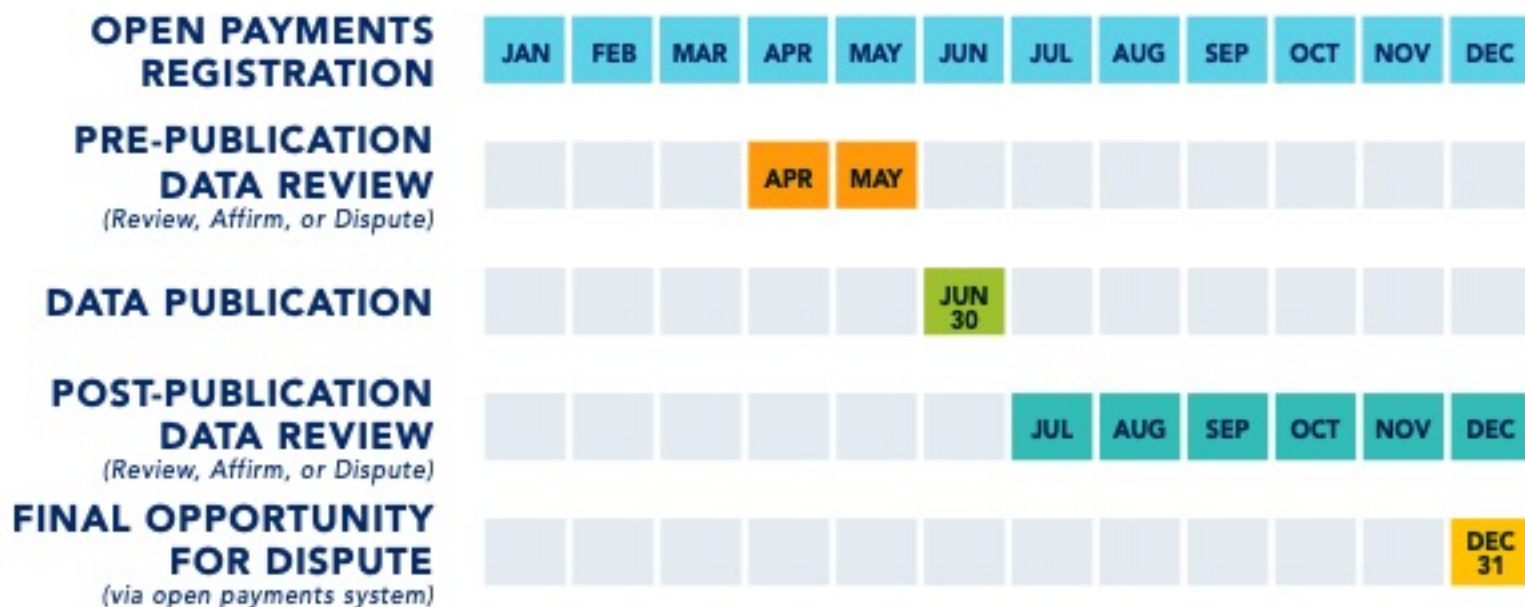 OPEN PAYMENTS
REGISTRATION
JAN FEB MAR APR MAY JUN JUL AUG SEP OCT NOV DEC
PRE-PUBLICATION
DATA REVIEW
(Review, Affirm, or Dispute)
APR MAY
DATA PUBLICATION
JUN
30
POST-PUBLICATION
DATA REVIEW
(Review, Affirm, or Dispute)
JUL AUG SEP OCT NOV DEC
FINAL OPPORTUNITY
FOR DISPUTE
(via open payments system)
DEC
31